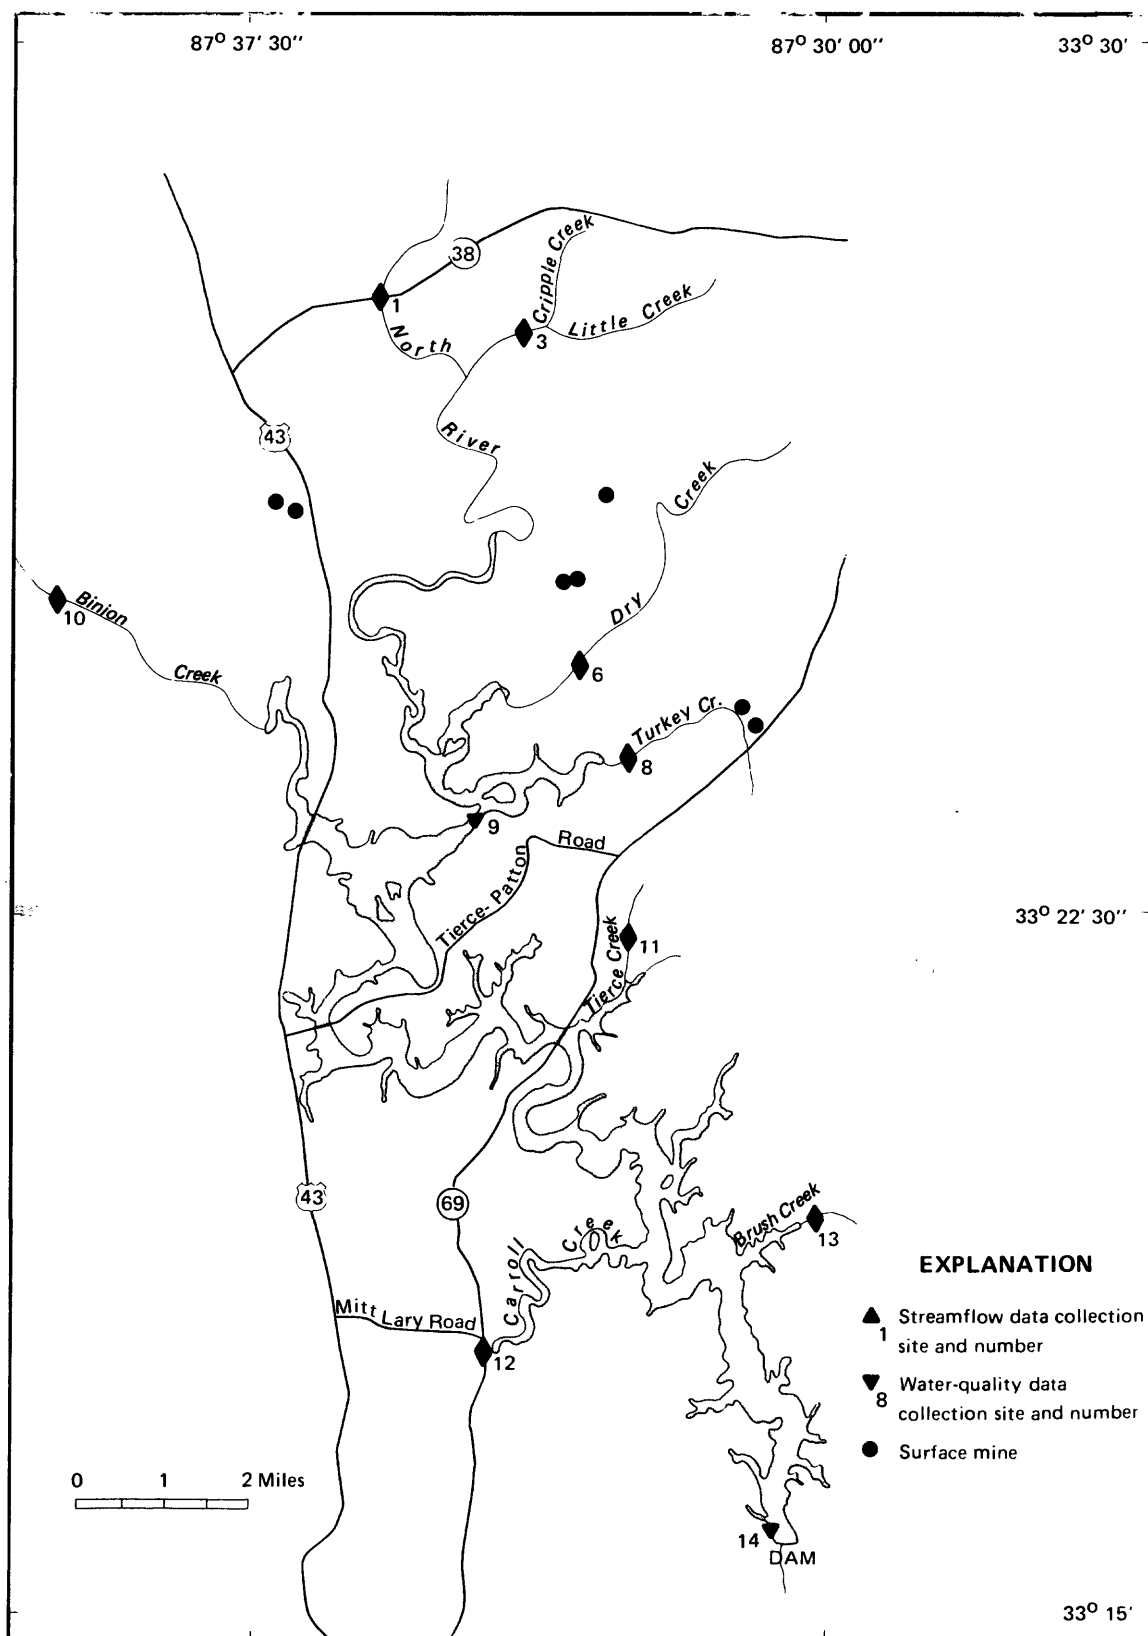 87° 37' 30"
87° 30' 00"
33° 30'
38
Cripple Creek
1
North
3
Little Creek
River
43
Creek
Dry
10
Binion
Creek
6
Turkey Cr.
8
9
Road
Tierce-Patton
33° 22' 30"
11
Tierce Creek
43
69
Brush Creek
13
Carroll
Creek
EXPLANATION
Mitt Lary Road
12
1
Streamflow data collection
site and number
8
Water-quality data
collection site and number
Surface mine
0 1 2 Miles
14
DAM
33° 15'